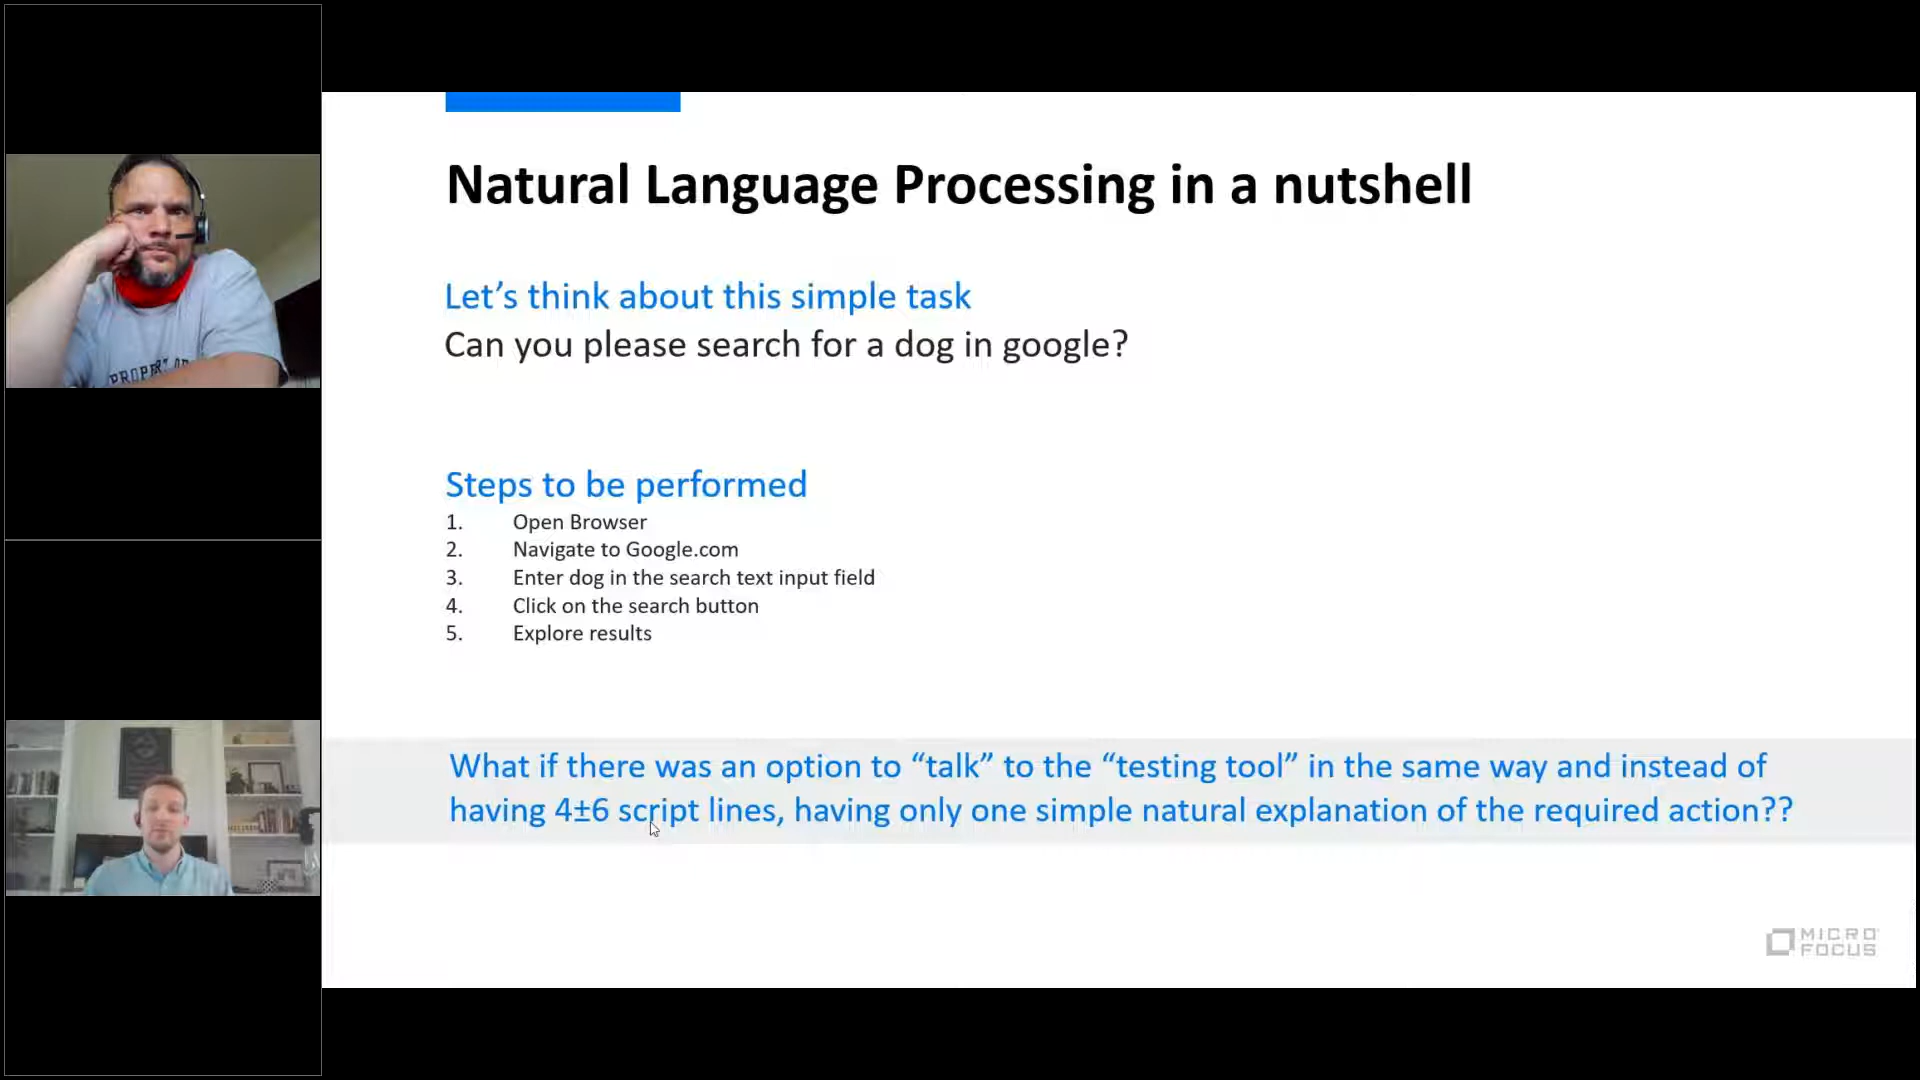 Natural Language Processing in a nutshell
Let’s think about this simple task
Can you please search for a dog in google?
Steps to be performed
1. Open Browser
2. Navigate to Google.com
3. Enter dog in the search text input field
4. Click on the search button
5. Explore results
What if there was an option to “talk” to the “testing tool” in the same way and instead of
having 4±6 script lines, having only one simple natural explanation of the required action??
MICRO
FOCUS
PROPERTY OF